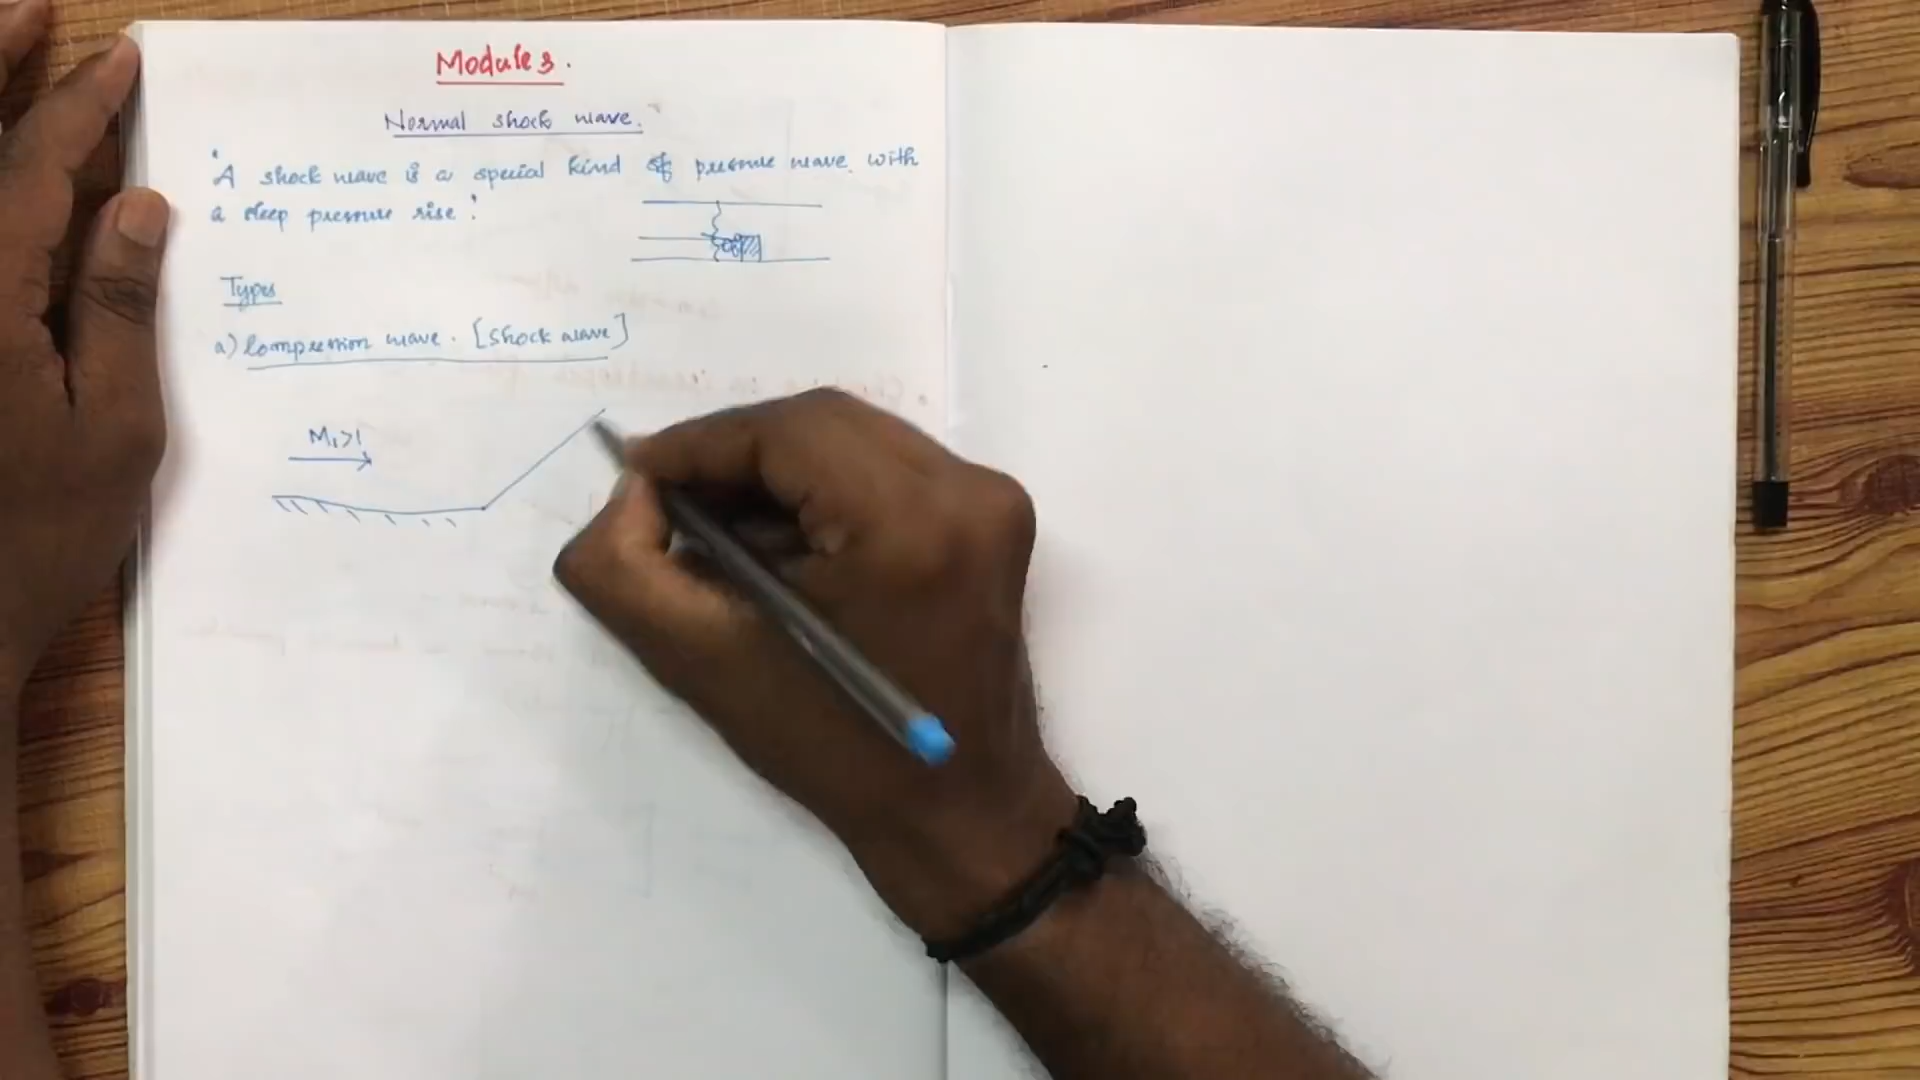 Module 3.
Normal shock wave.
"A shock wave is a special kind of pressure wave with
a steep pressure rise."
Types
a) Compression wave. [Shock wave]
M₁>1